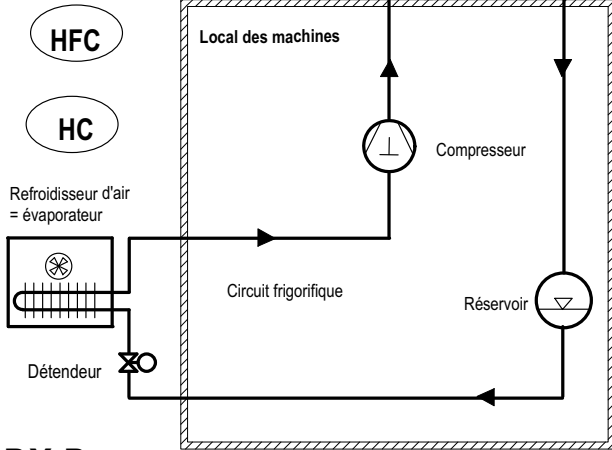 HFC
Local des machines
HC
Compresseur
Refroidisseur d'air
= évaporateur
Circuit frigorifique
Réservoir
Détendeur